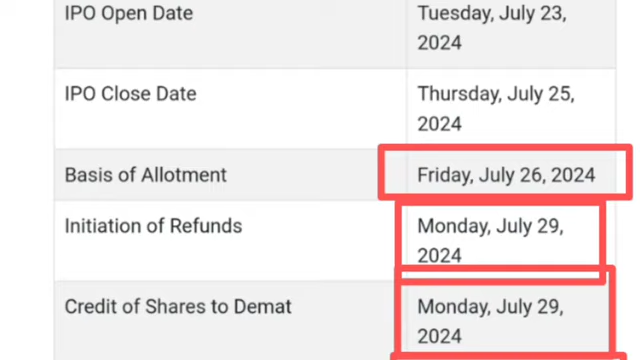 IPO Open Date
Tuesday, July 23,
2024
IPO Close Date
Thursday, July 25,
2024
Basis of Allotment
Friday, July 26, 2024
Initiation of Refunds
Monday, July 29,
2024
Credit of Shares to Demat
Monday, July 29,
2024